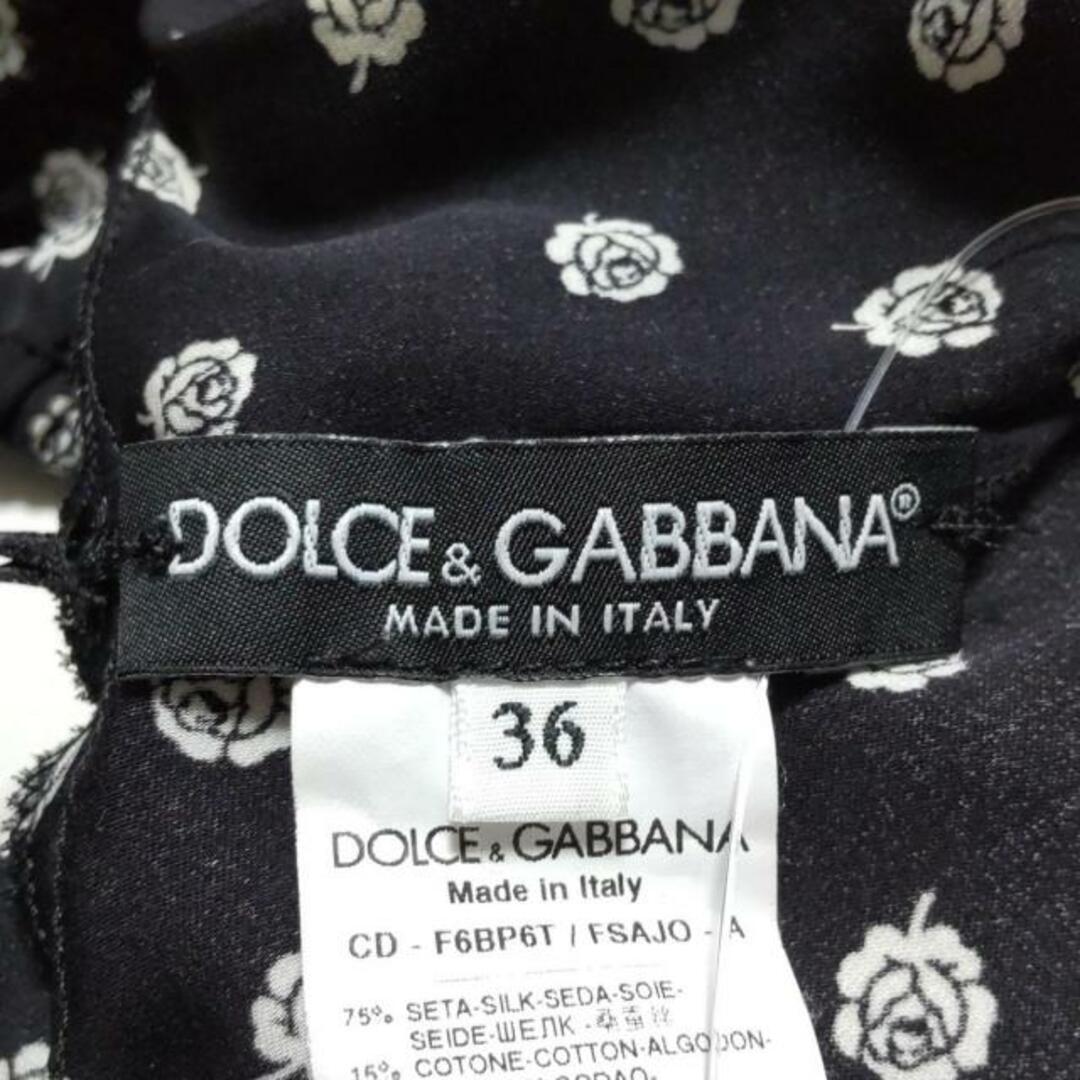 DOLCE & GABBANA®
MADE IN ITALY
36
DOLCE & GABBANA
Made in Italy
CD - F6BP6T / FSAJO - A
75% SETA-SILK-SEDA-SOIE-
SEIDE-ШЕЛК - 桑蚕丝
15% COTONE-COTTON-ALGODON-